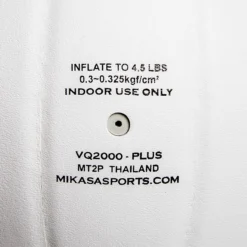 INFLATE TO 4.5 LBS
0.3~0.325kgf/cm²
INDOOR USE ONLY
VQ2000 - PLUS
MT2P THAILAND
MIKASASPORTS.COM